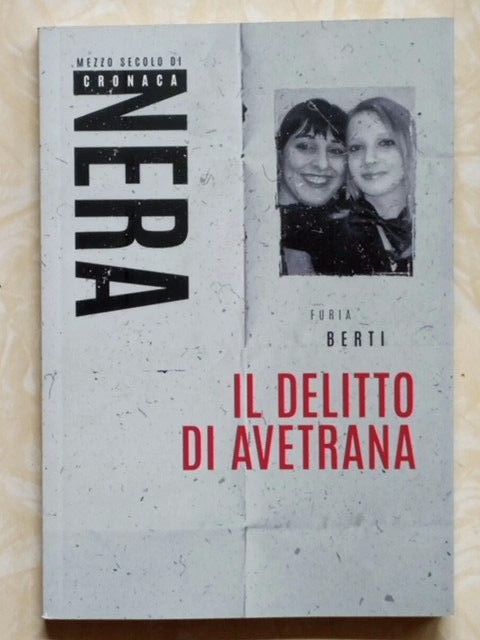 MEZZO SECOLO DI
CRONACA
NERA
FURIA
BERTI
IL DELITTO
DI AVETRANA